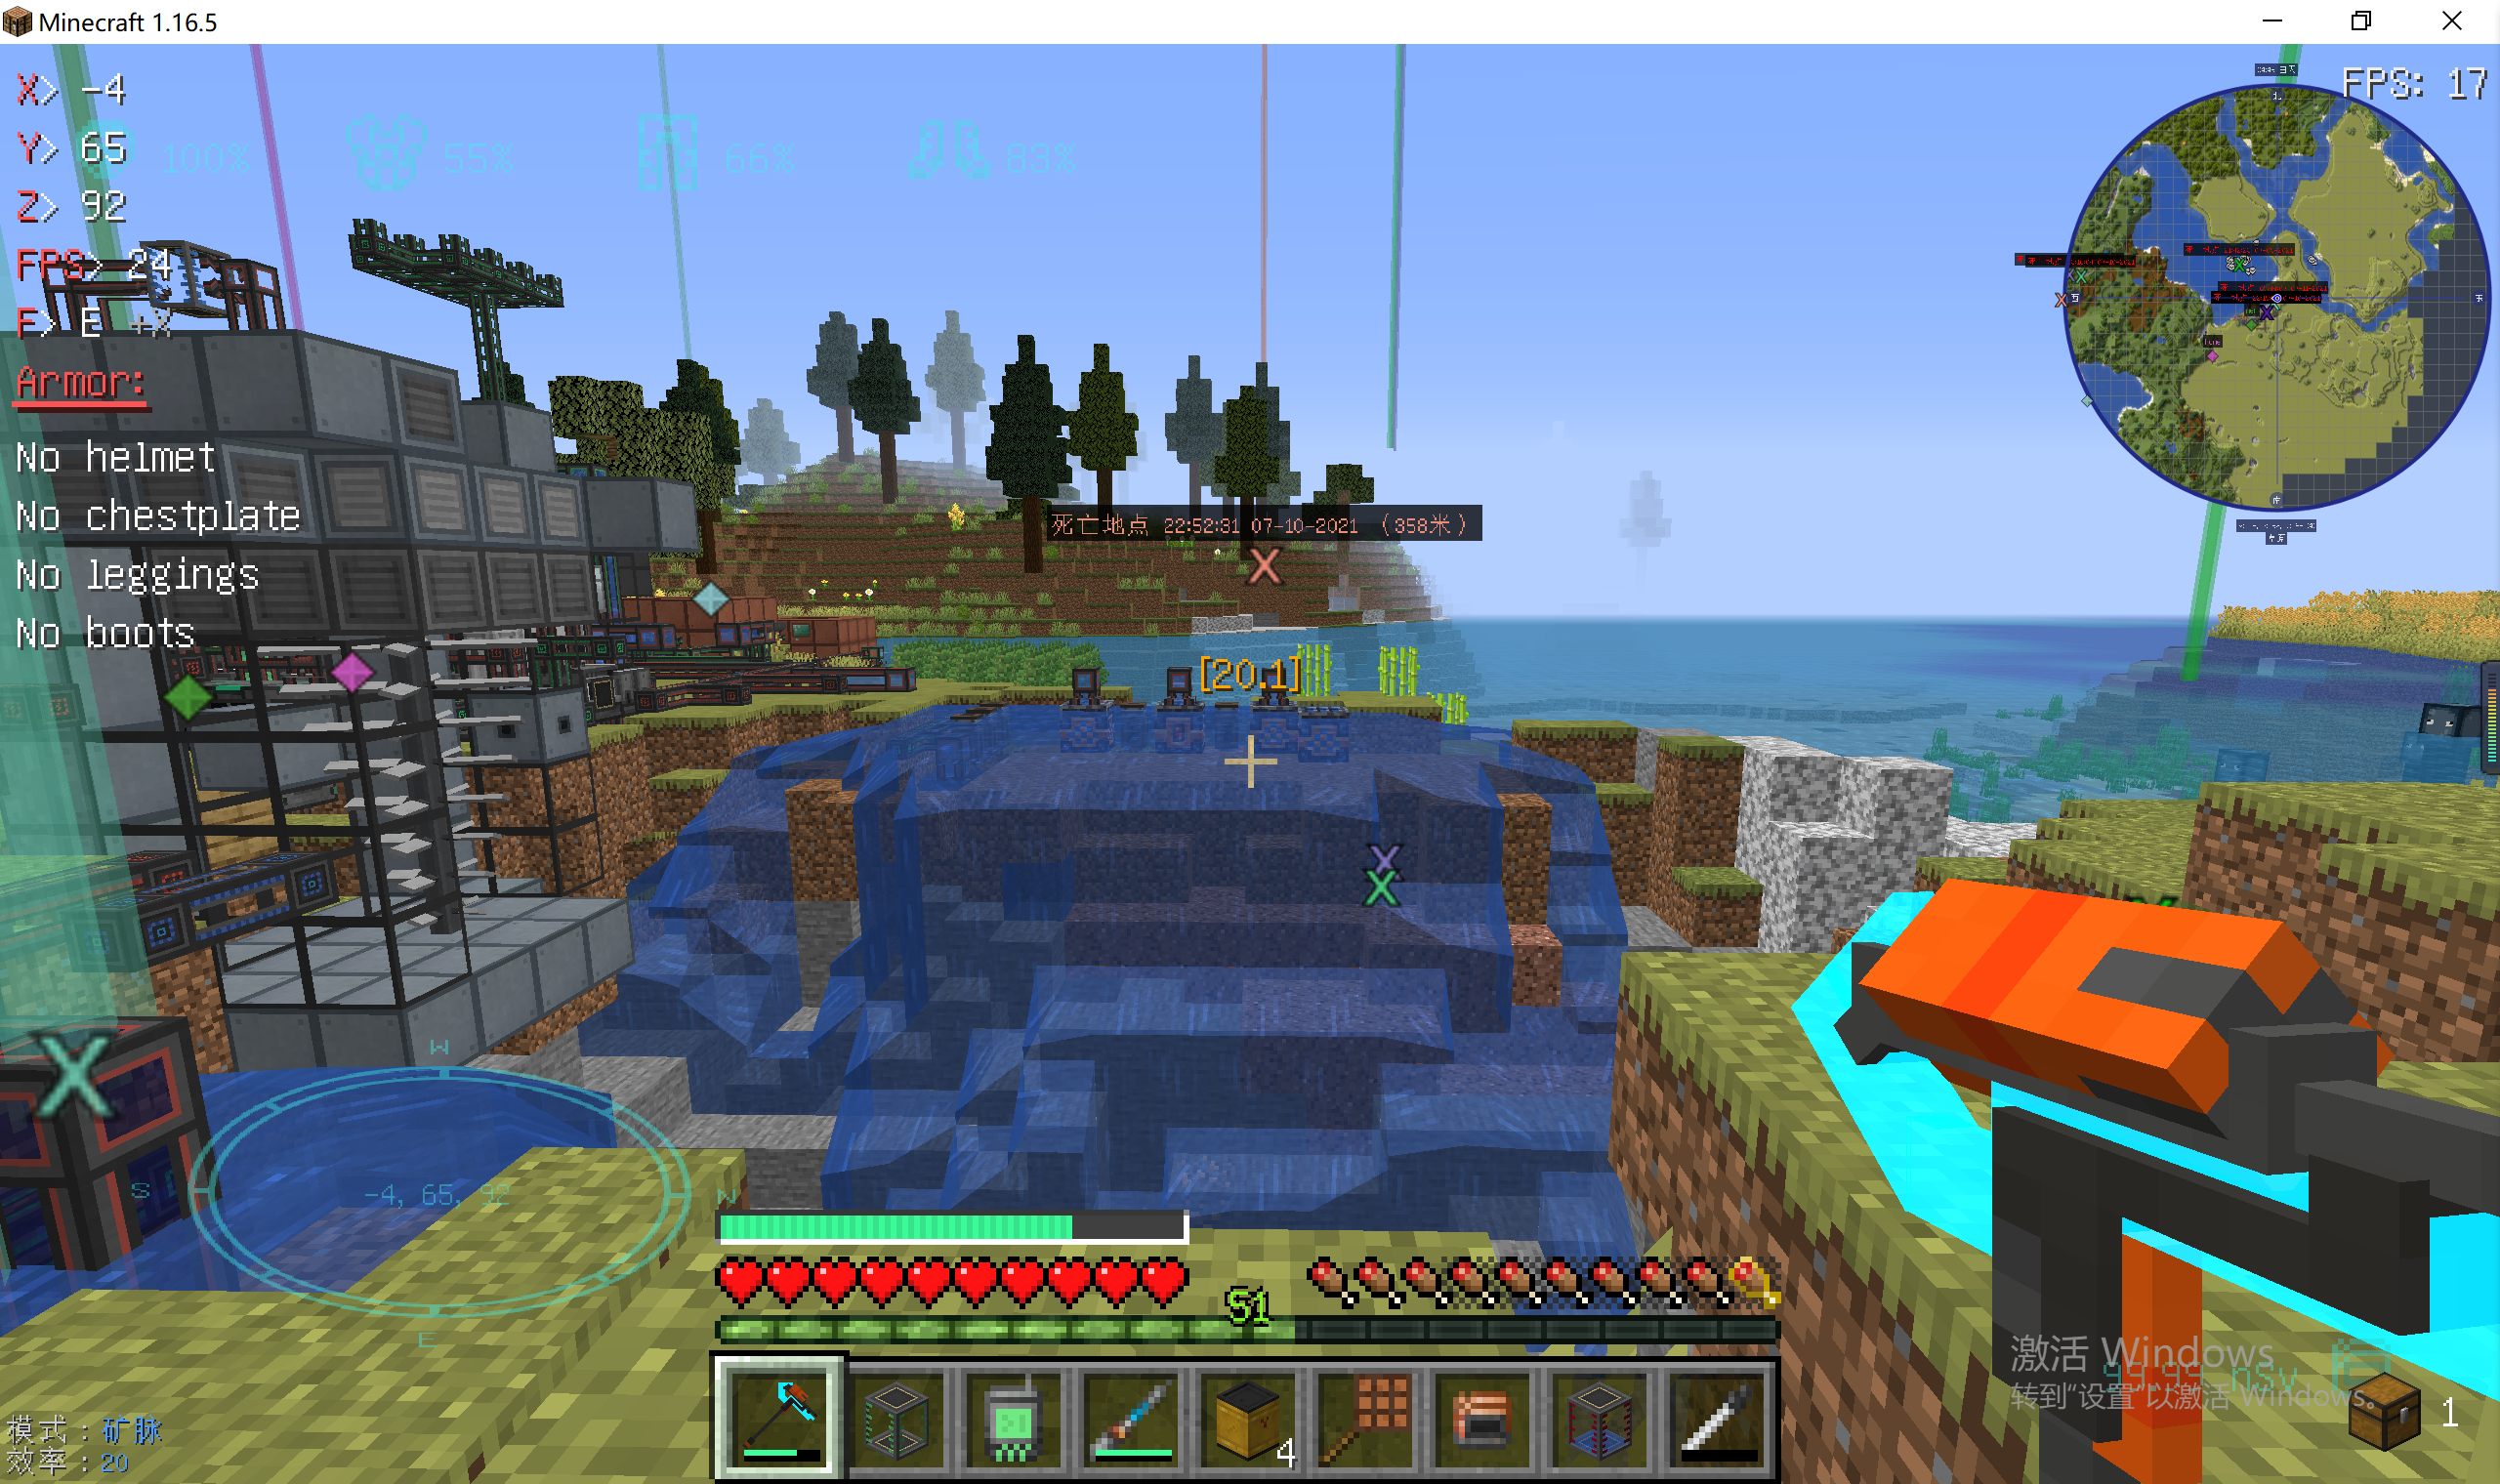 Minecraft 1.16.5
X> -4
FPS: 17
Y> 65
100%
55%
66%
83%
Z> 92
FPS> 24
F> E +X
Armor:
No helmet
No chestplate
No leggings
No boots
死亡地点 22:52:31 07-10-2021 (358米)
[20.1]
W
S
N
E
-4, 65, 92
51
激活 Windows
转到"设置"以激活 Windows。
模式：矿脉
效率：20
4
1